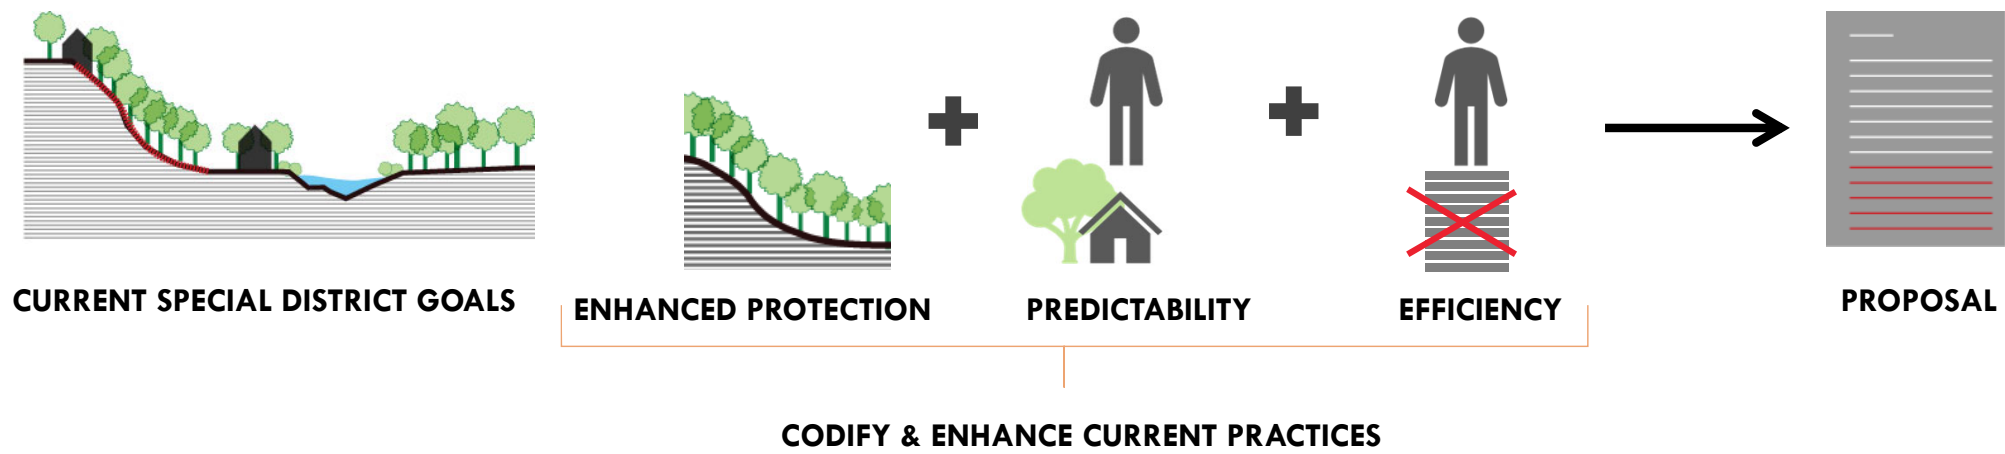 CURRENT SPECIAL DISTRICT GOALS
ENHANCED PROTECTION
PREDICTABILITY
EFFICIENCY
PROPOSAL
CODIFY & ENHANCE CURRENT PRACTICES